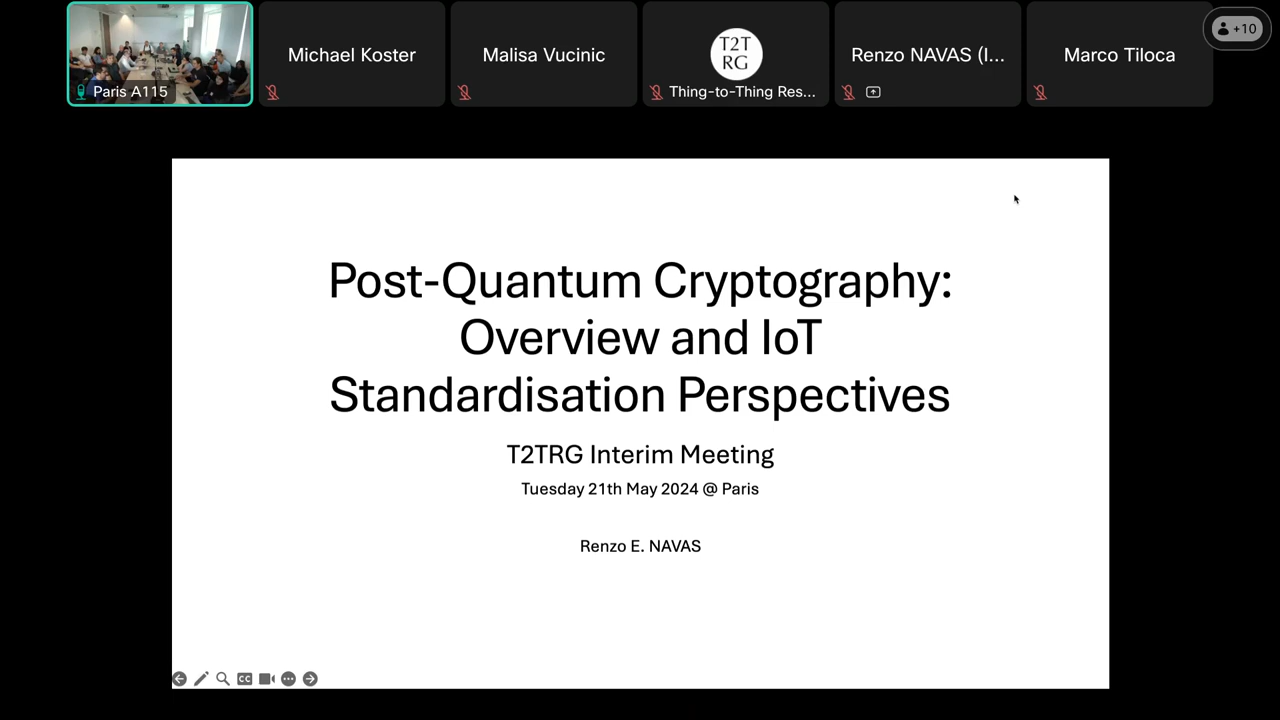 Paris A115
Michael Koster
Malisa Vucinic
T2T
RG
Thing-to-Thing Res...
Renzo NAVAS (I...
Marco Tiloca
+10
Post-Quantum Cryptography:
Overview and IoT
Standardisation Perspectives
T2TRG Interim Meeting
Tuesday 21th May 2024 @ Paris
Renzo E. NAVAS
CC